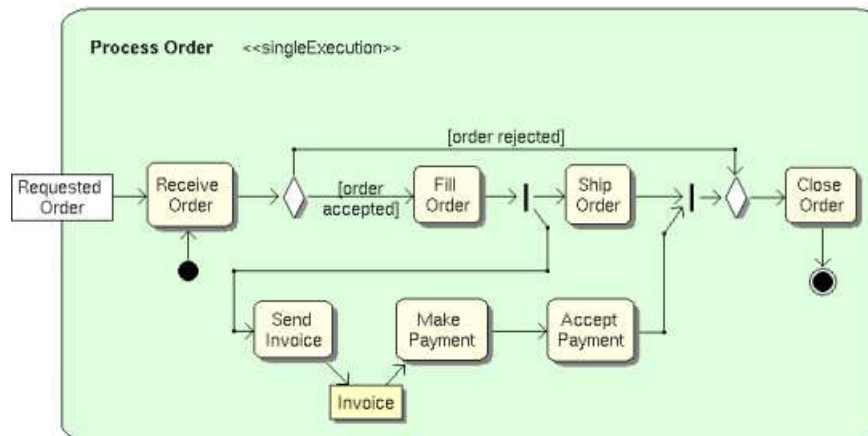 Process Order <<singleExecution>>
[order rejected]
Requested
Order
Receive
Order
[order
accepted]
Fill
Order
Ship
Order
Close
Order
Send
Invoice
Make
Payment
Accept
Payment
Invoice